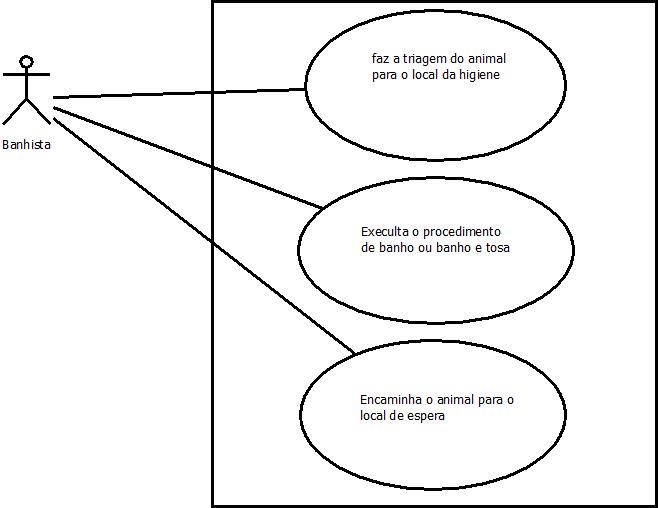 faz a triagem do animal
para o local da higiene
Banhista
Execulta o procedimento
de banho ou banho e tosa
Encaminha o animal para o
local de espera